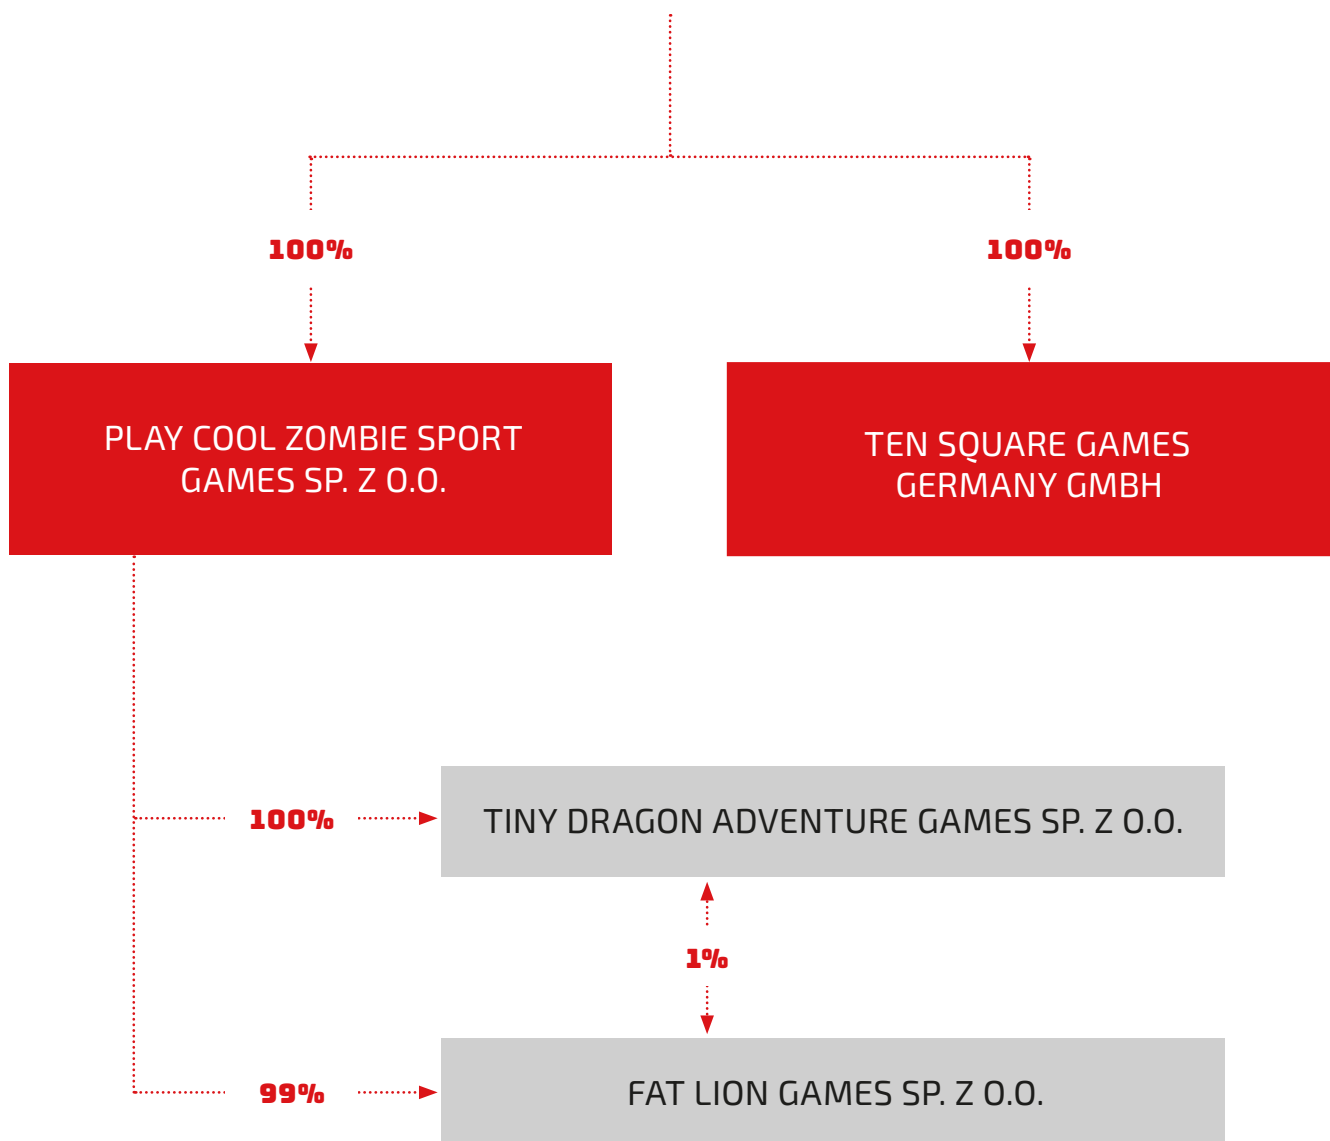 100%
100%
PLAY COOL ZOMBIE SPORT
GAMES SP. Z O.O.
TEN SQUARE GAMES
GERMANY GMBH
100%
TINY DRAGON ADVENTURE GAMES SP. Z O.O.
1%
99%
FAT LION GAMES SP. Z O.O.